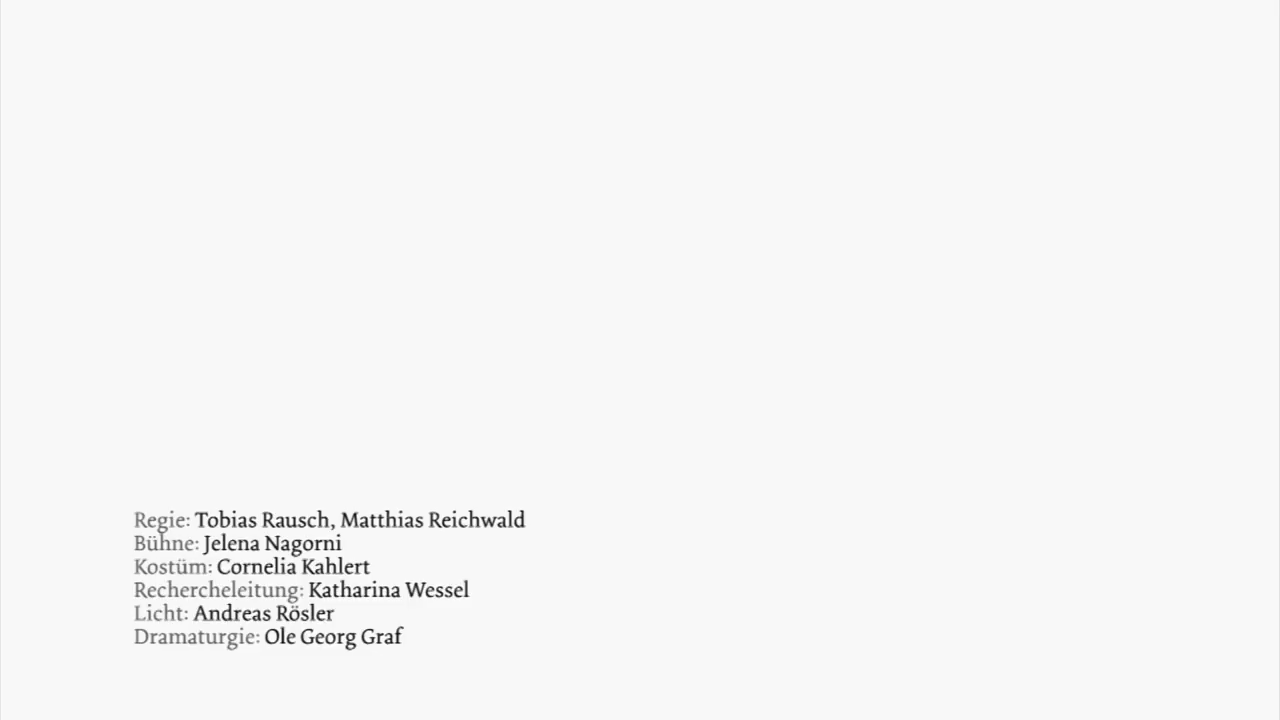 Regie: Tobias Rausch, Matthias Reichwald
Bühne: Jelena Nagorni
Kostüm: Cornelia Kahlert
Rechercheleitung: Katharina Wessel
Licht: Andreas Rösler
Dramaturgie: Ole Georg Graf